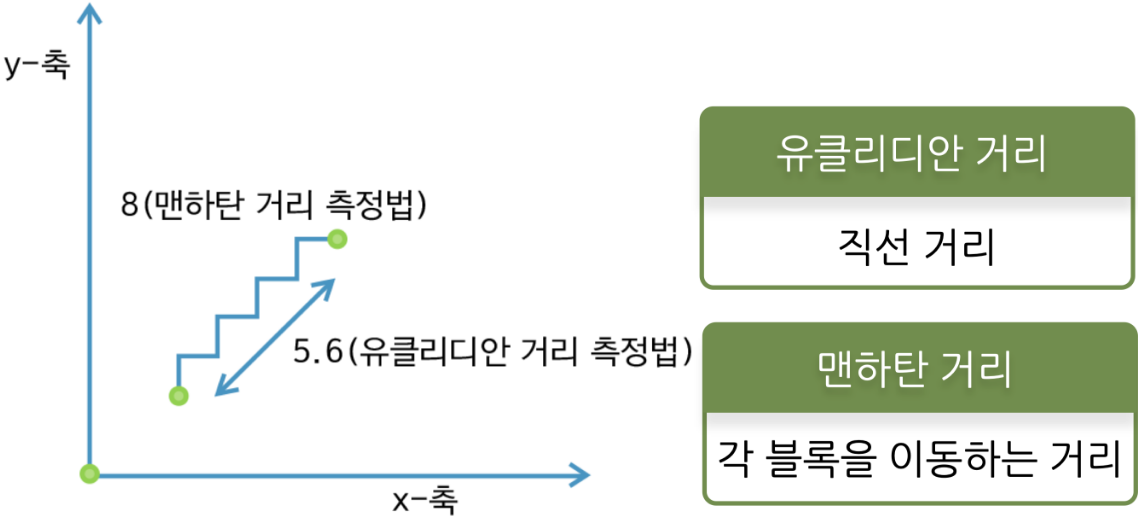 y-축
8(맨하탄 거리 측정법)
5.6(유클리디안 거리 측정법)
x-축
유클리디안 거리
직선 거리
맨하탄 거리
각 블록을 이동하는 거리